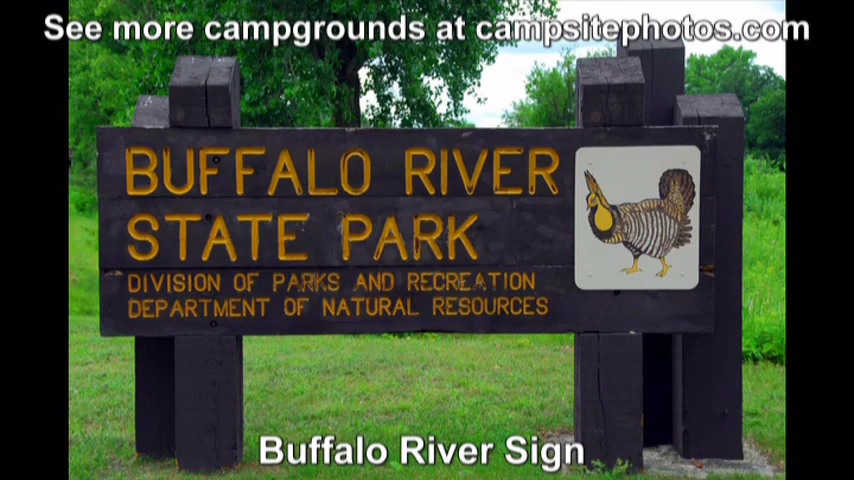 See more campgrounds at campsitephotos.com
BUFFALO RIVER
STATE PARK
DIVISION OF PARKS AND RECREATION
DEPARTMENT OF NATURAL RESOURCES
Buffalo River Sign